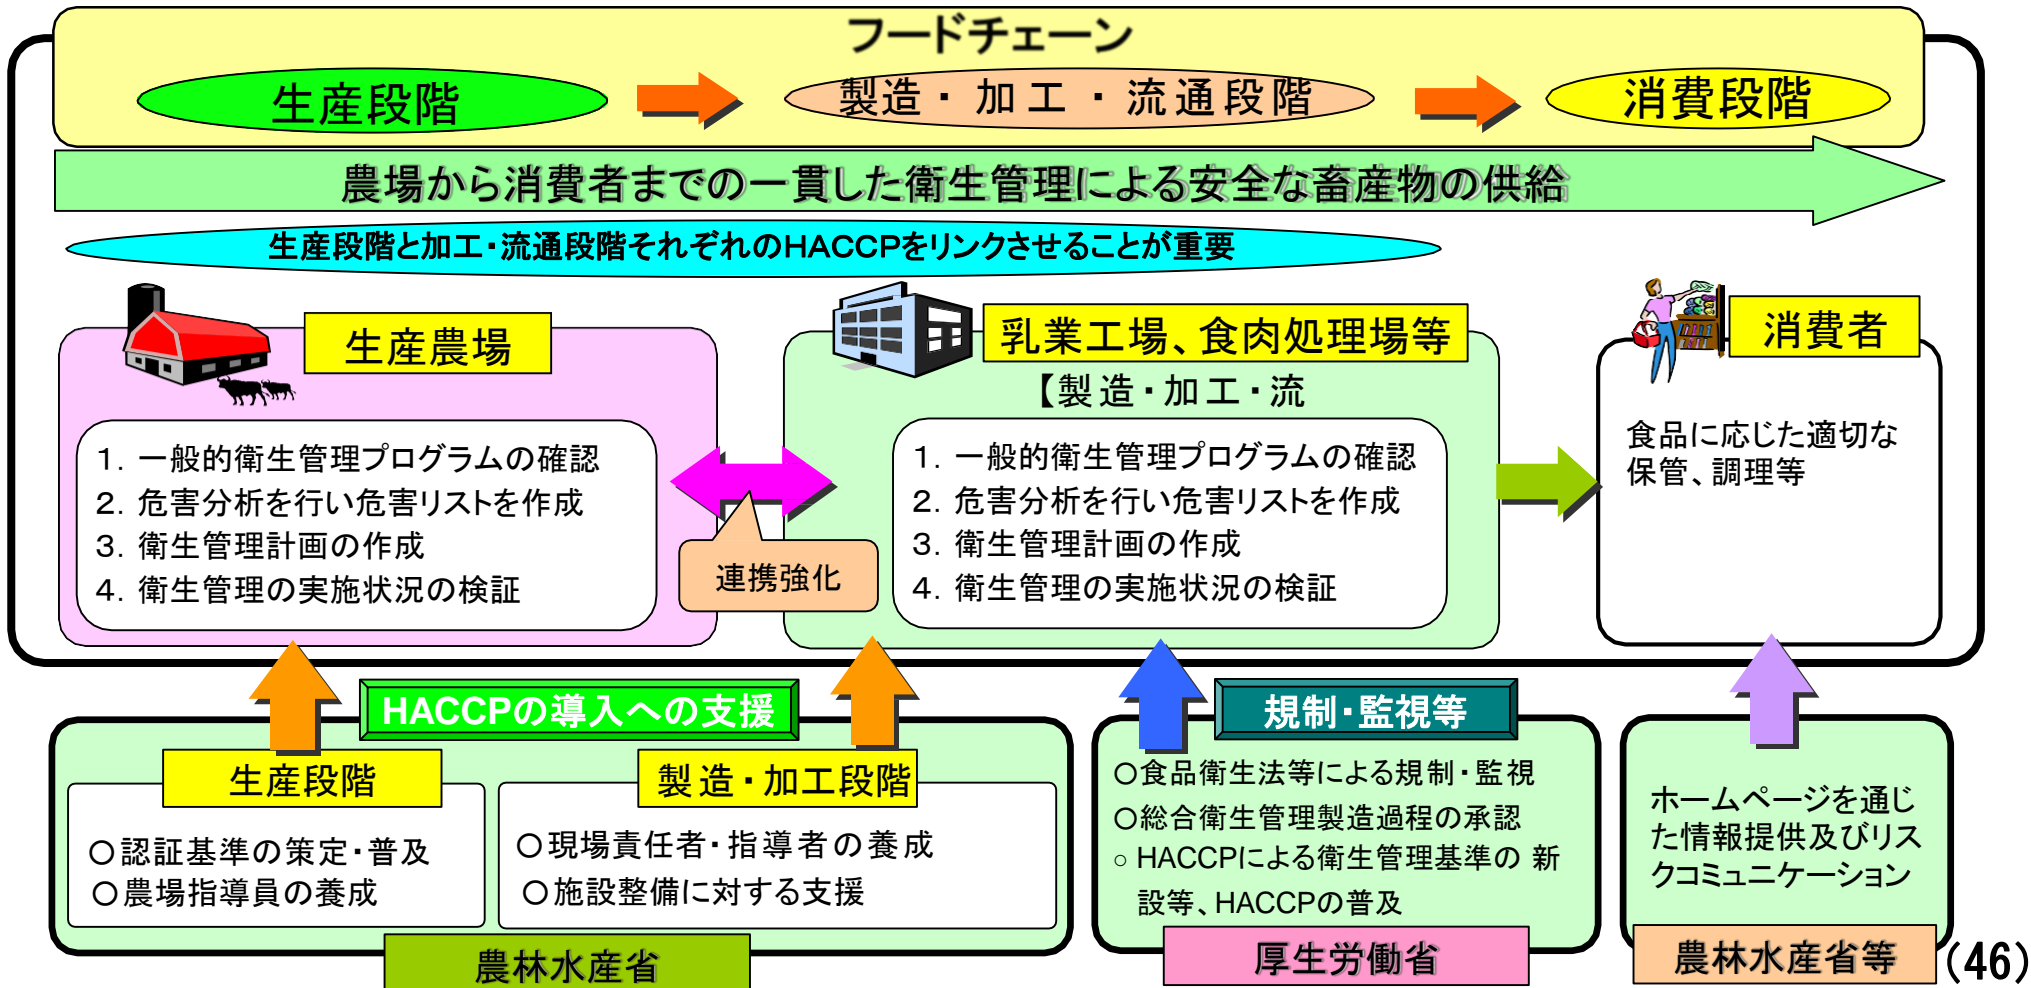 フードチェーン
生産段階
製造・加工・流通段階
消費段階
農場から消費者までの一貫した衛生管理による安全な畜産物の供給
生産段階と加工・流通段階それぞれのHACCPをリンクさせることが重要
生産農場
1. 一般的衛生管理プログラムの確認
2. 危害分析を行い危害リストを作成
3. 衛生管理計画の作成
4. 衛生管理の実施状況の検証
連携強化
乳業工場、食肉処理場等
【製造・加工・流
1. 一般的衛生管理プログラムの確認
2. 危害分析を行い危害リストを作成
3. 衛生管理計画の作成
4. 衛生管理の実施状況の検証
消費者
食品に応じた適切な
保管、調理等
HACCPの導入への支援
生産段階
○認証基準の策定・普及
○農場指導員の養成
製造・加工段階
○現場責任者・指導者の養成
○施設整備に対する支援
農林水産省
規制・監視等
○食品衛生法等による規制・監視
○総合衛生管理製造過程の承認
○ HACCPによる衛生管理基準の 新
設等、HACCPの普及
厚生労働省
ホームページを通じ
た情報提供及びリス
クコミュニケーション
農林水産省等
(46)